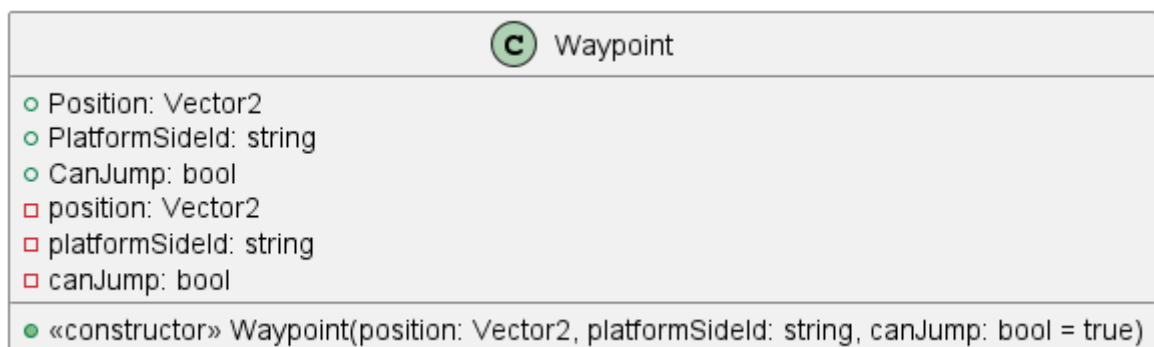 C Waypoint
Position: Vector2
PlatformSideId: string
CanJump: bool
position: Vector2
platformSideId: string
canJump: bool
«constructor» Waypoint(position: Vector2, platformSideId: string, canJump: bool = true)